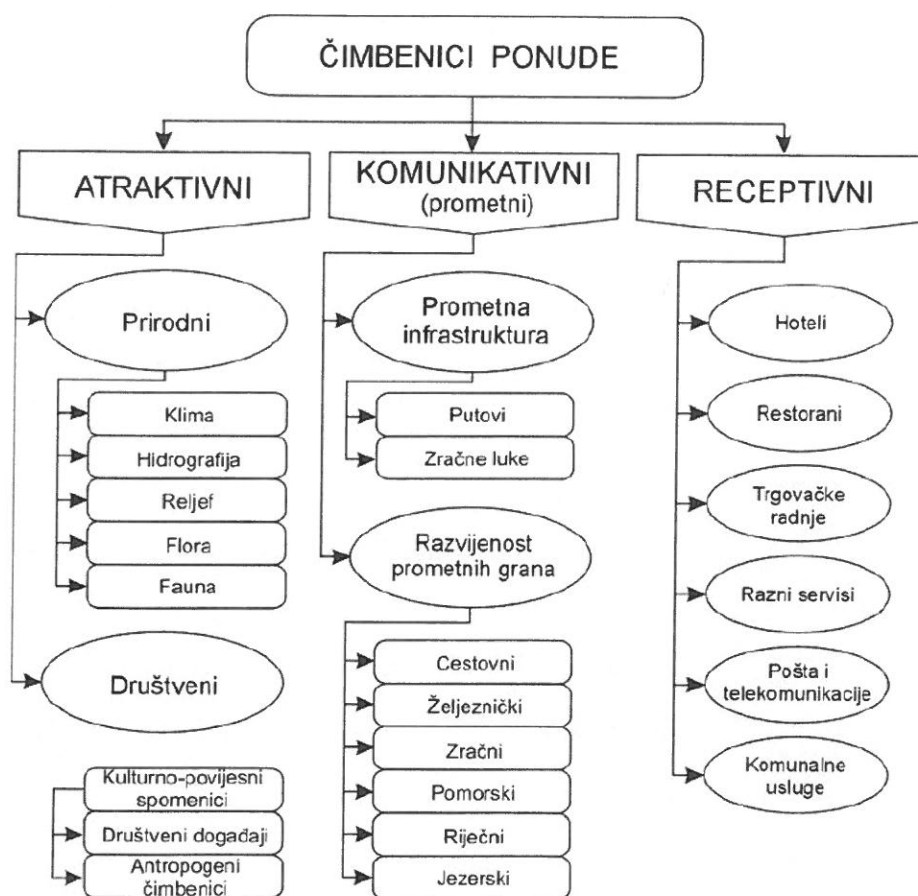 ČIMBENICI PONUDE
ATRAKTIVNI
Prirodni
Klima
Hidrografija
Reljef
Flora
Fauna
Društveni
Kulturno-povijesni
spomenici
Društveni događaji
Antropogeni
čimbenici
KOMUNIKATIVNI
(prometni)
Prometna
infrastruktura
Putovi
Zračne luke
Razvijenost
prometnih grana
Cestovni
Željeznički
Zračni
Pomorski
Riječni
Jezerski
RECEPTIVNI
Hoteli
Restorani
Trgovačke
radnje
Razni servisi
Pošta i
telekomunikacije
Komunalne
usluge